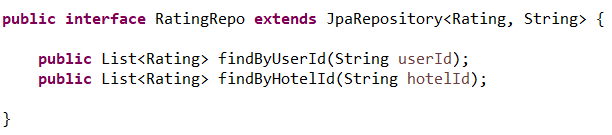 public interface RatingRepo extends JpaRepository<Rating, String> {
public List<Rating> findByUserId(String userId);
public List<Rating> findByHotelId(String hotelId);
}